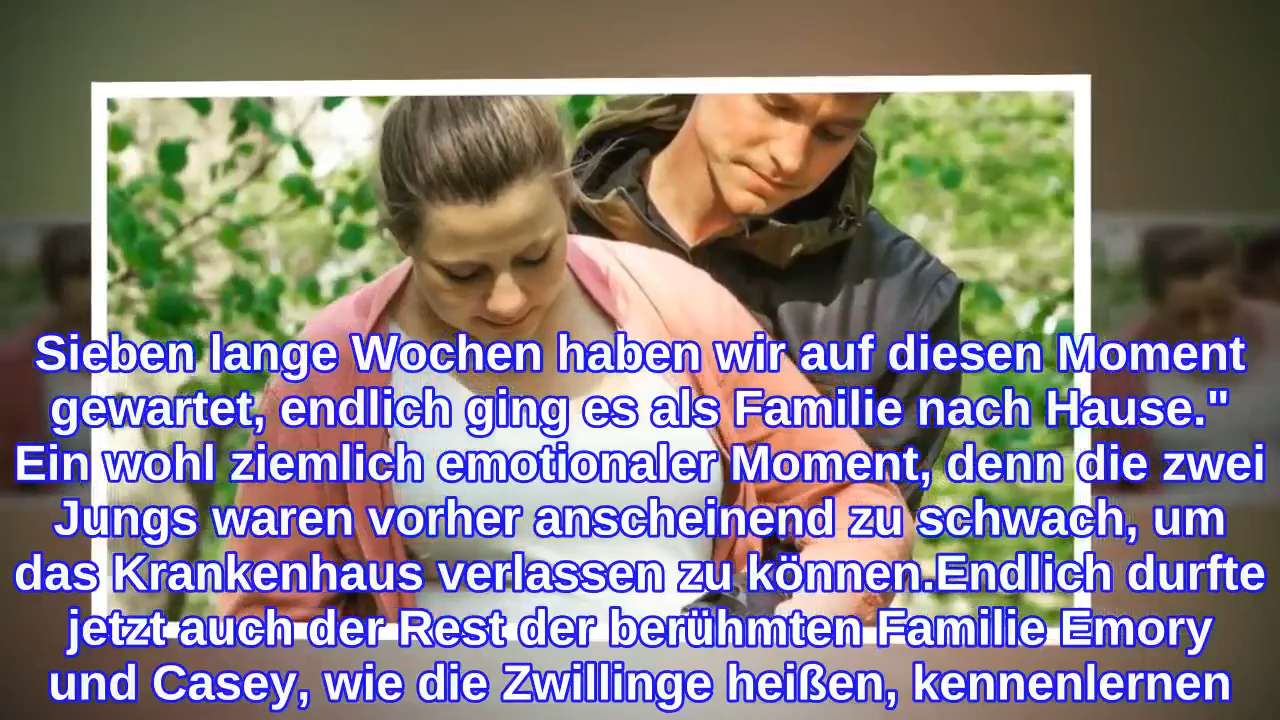 Sieben lange Wochen haben wir auf diesen Moment
gewartet, endlich ging es als Familie nach Hause."
Ein wohl ziemlich emotionaler Moment, denn die zwei
Jungs waren vorher anscheinend zu schwach, um
das Krankenhaus verlassen zu können.Endlich durfte
jetzt auch der Rest der berühmten Familie Emory
und Casey, wie die Zwillinge heißen, kennenlernen